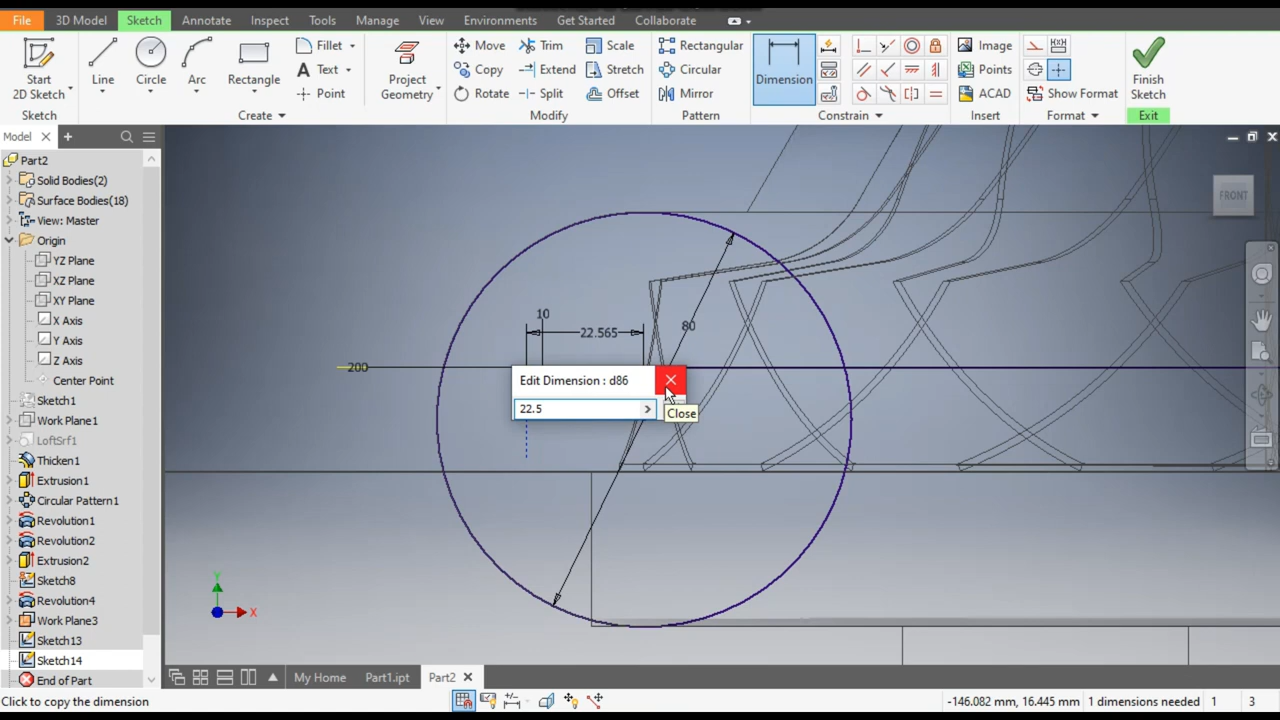 File 3D Model Sketch Annotate Inspect Tools Manage View Environments Get Started Collaborate
Start
2D Sketch
Line
Circle
Arc
Rectangle
Fillet
Text
Point
Project
Geometry
Move Trim Scale
Copy Extend Stretch
Rotate Split Offset
Rectangular
Circular
Mirror
Dimension
Image
Points
ACAD
Show Format
Finish
Sketch
Sketch Create Modify Pattern Constrain Insert Format Exit
Model
Part2
Solid Bodies(2)
Surface Bodies(18)
View: Master
Origin
YZ Plane
XZ Plane
XY Plane
X Axis
Y Axis
Z Axis
Center Point
Sketch1
Work Plane1
LoftSrf1
Thicken1
Extrusion1
Circular Pattern1
Revolution1
Revolution2
Extrusion2
Sketch8
Revolution4
Work Plane3
Sketch13
Sketch14
End of Part
FRONT
10
22.565
80
200
Edit Dimension : d86
22.5
Close
Y
X
My Home Part1.ipt Part2
Click to copy the dimension
-146.082 mm, 16.445 mm 1 dimensions needed 1 3